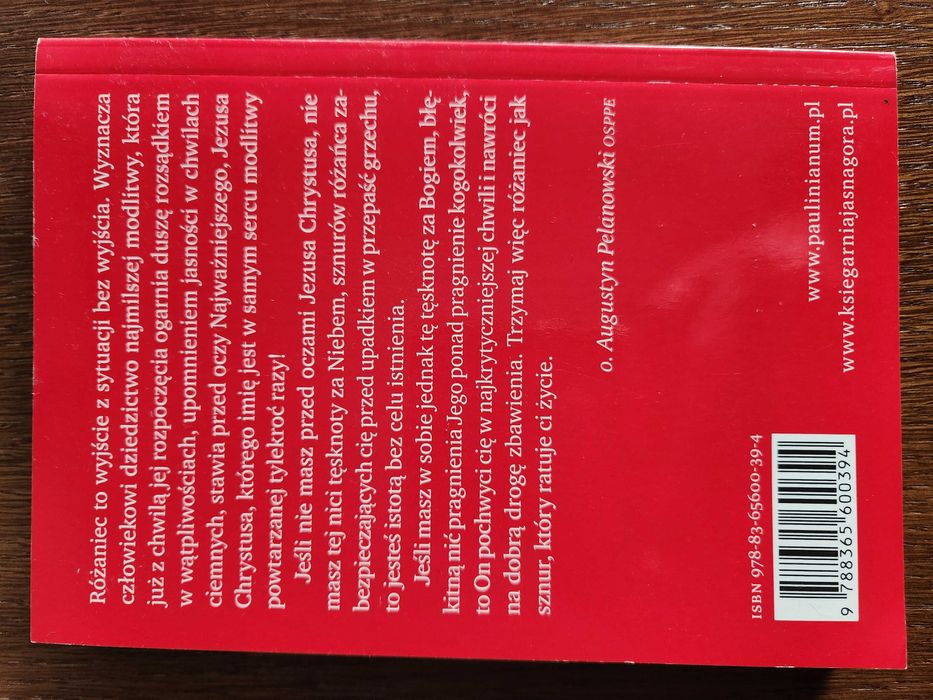 Różaniec to wyjście z sytuacji bez wyjścia. Wyznacza
człowiekowi dziedzictwo najmilszej modlitwy, która
już z chwilą jej rozpoczęcia ogarnia duszę rozsądkiem
w wątpliwościach, upomnieniem jasności w chwilach
ciemnych, stawia przed oczy Najważniejszego, Jezusa
Chrystusa, którego imię jest w samym sercu modlitwy
powtarzanej tylekroć razy!
Jeśli nie masz przed oczami Jezusa Chrystusa, nie
masz tej nici tęsknoty za Niebem, sznurów różańca za-
bezpieczających cię przed upadkiem w przepaść grzechu,
to jesteś istotą bez celu istnienia.
Jeśli masz w sobie jednak tę tęsknotę za Bogiem, błę-
kitną nić pragnienia Jego ponad pragnienie kogokolwiek,
to On pochwyci cię w najkrytyczniejszej chwili i nawróci
na dobrą drogę zbawienia. Trzymaj więc różaniec jak
sznur, który ratuje ci życie.
o. Augustyn Pelanowski OSPPE
www.paulinianum.pl
www.ksiegarniajasnagora.pl
ISBN 978-83-65600-39-4
9 788365 600394